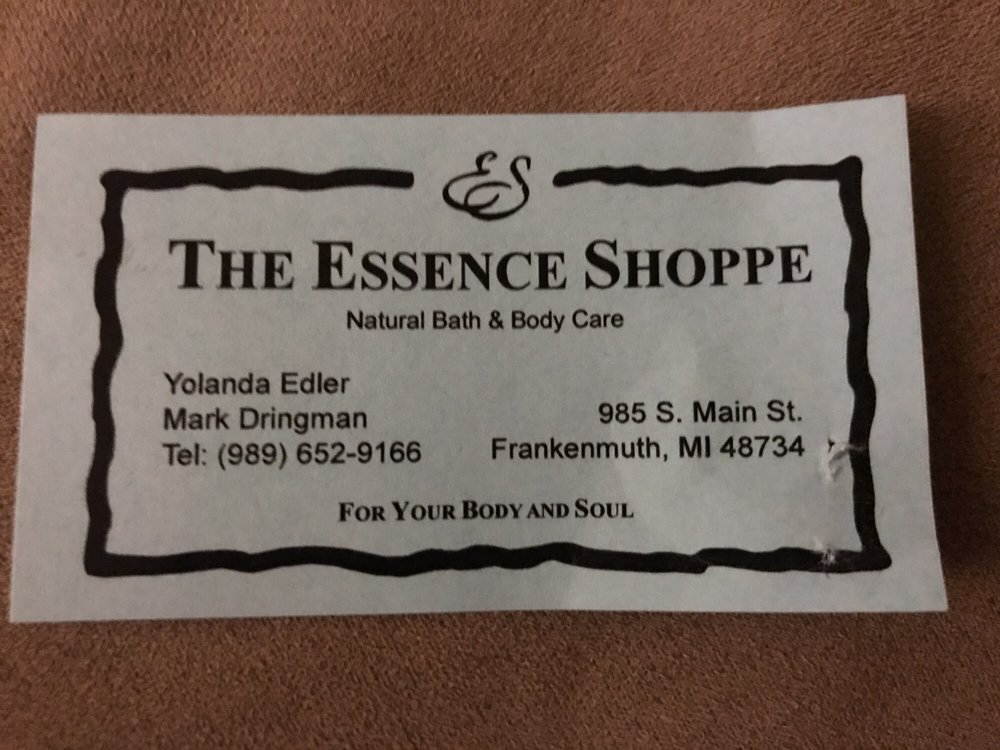 ES
THE ESSENCE SHOPPE
Natural Bath & Body Care
Yolanda Edler
Mark Dringman
Tel: (989) 652-9166
985 S. Main St.
Frankenmuth, MI 48734
FOR YOUR BODY AND SOUL